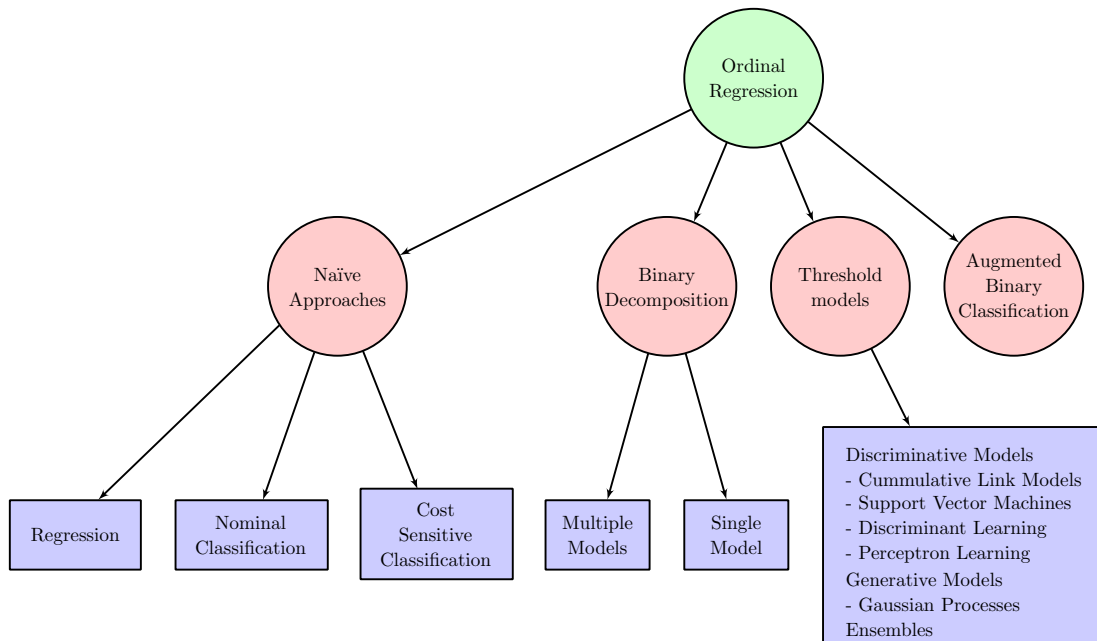 Ordinal
Regression
Naïve
Approaches
Binary
Decomposition
Threshold
models
Augmented
Binary
Classification
Regression
Nominal
Classification
Cost
Sensitive
Classification
Multiple
Models
Single
Model
Discriminative Models
- Cummulative Link Models
- Support Vector Machines
- Discriminant Learning
- Perceptron Learning
Generative Models
- Gaussian Processes
Ensembles